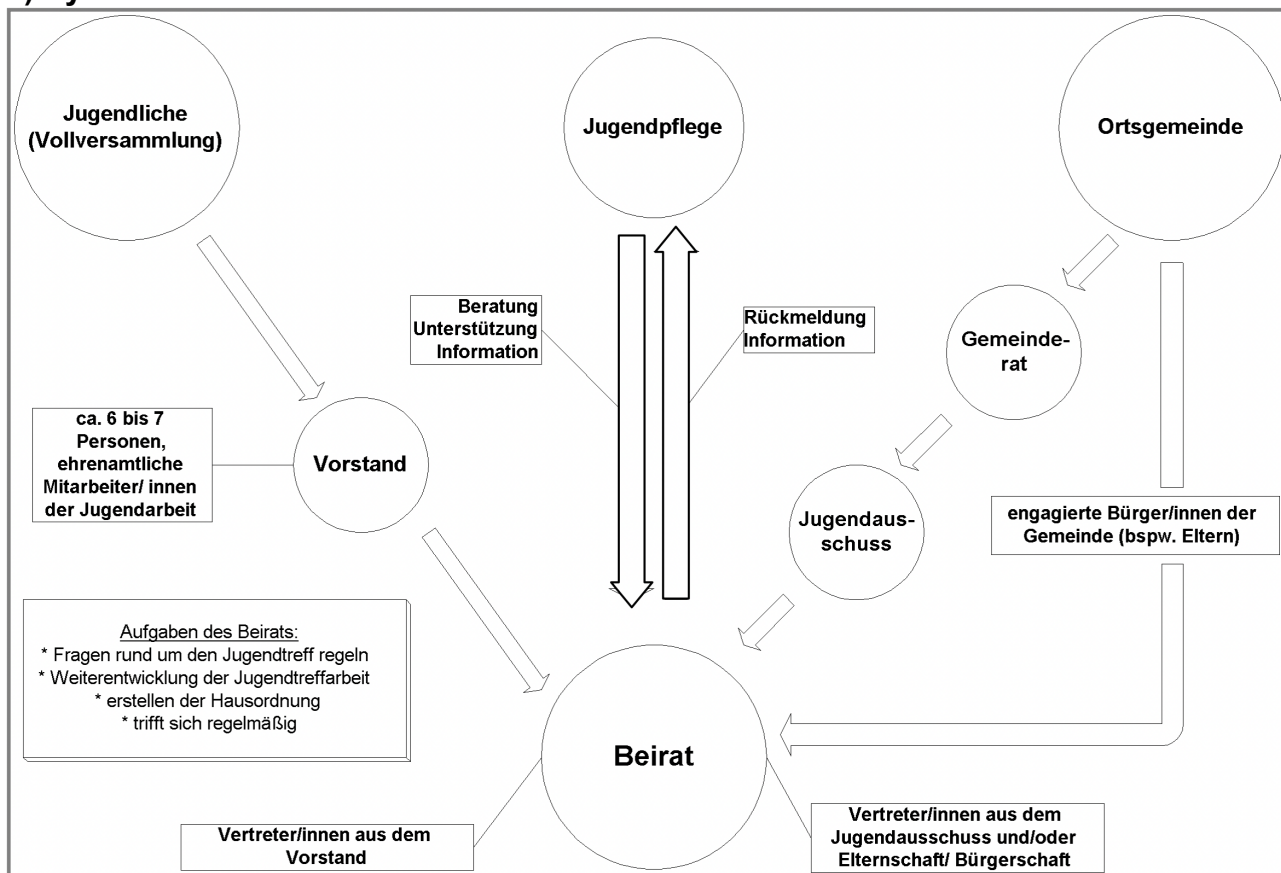 Jugendliche
(Vollversammlung)
Jugendpflege
Ortsgemeinde
Beratung
Unterstützung
Information
Rückmeldung
Information
Gemeinde-
rat
ca. 6 bis 7
Personen,
ehrenamtliche
Mitarbeiter/ innen
der Jugendarbeit
Vorstand
Jugendaus-
schuss
engagierte Bürger/innen der
Gemeinde (bspw. Eltern)
Aufgaben des Beirats:
* Fragen rund um den Jugendtreff regeln
* Weiterentwicklung der Jugendtreffarbeit
* erstellen der Hausordnung
* trifft sich regelmäßig
Beirat
Vertreter/innen aus dem
Vorstand
Vertreter/innen aus dem
Jugendausschuss und/oder
Elternschaft/ Bürgerschaft